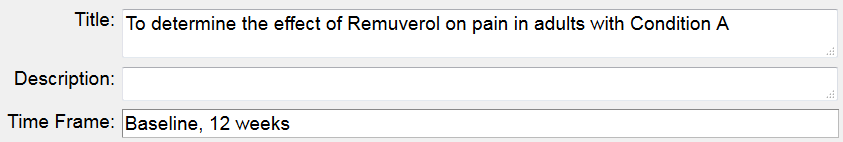 Title: To determine the effect of Remuverol on pain in adults with Condition A
Description:
Time Frame: Baseline, 12 weeks